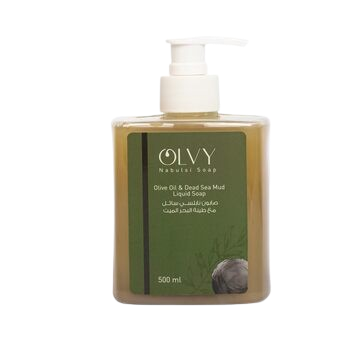 OLVY
Nabulsi Soap
Olive Oil & Dead Sea Mud
Liquid Soap
صابون نابلسي سائل
مع طينة البحر الميت
500 ml